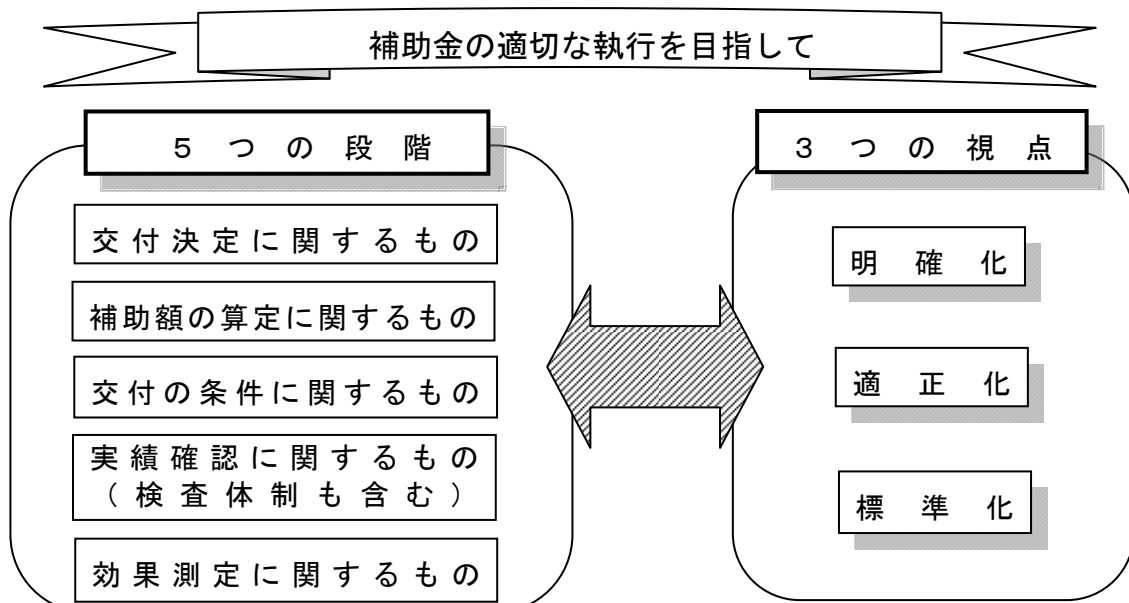 補助金の適切な執行を目指して
５つの段階
交付決定に関するもの
補助額の算定に関するもの
交付の条件に関するもの
実績確認に関するもの
（検査体制も含む）
効果測定に関するもの
３つの視点
明確化
適正化
標準化